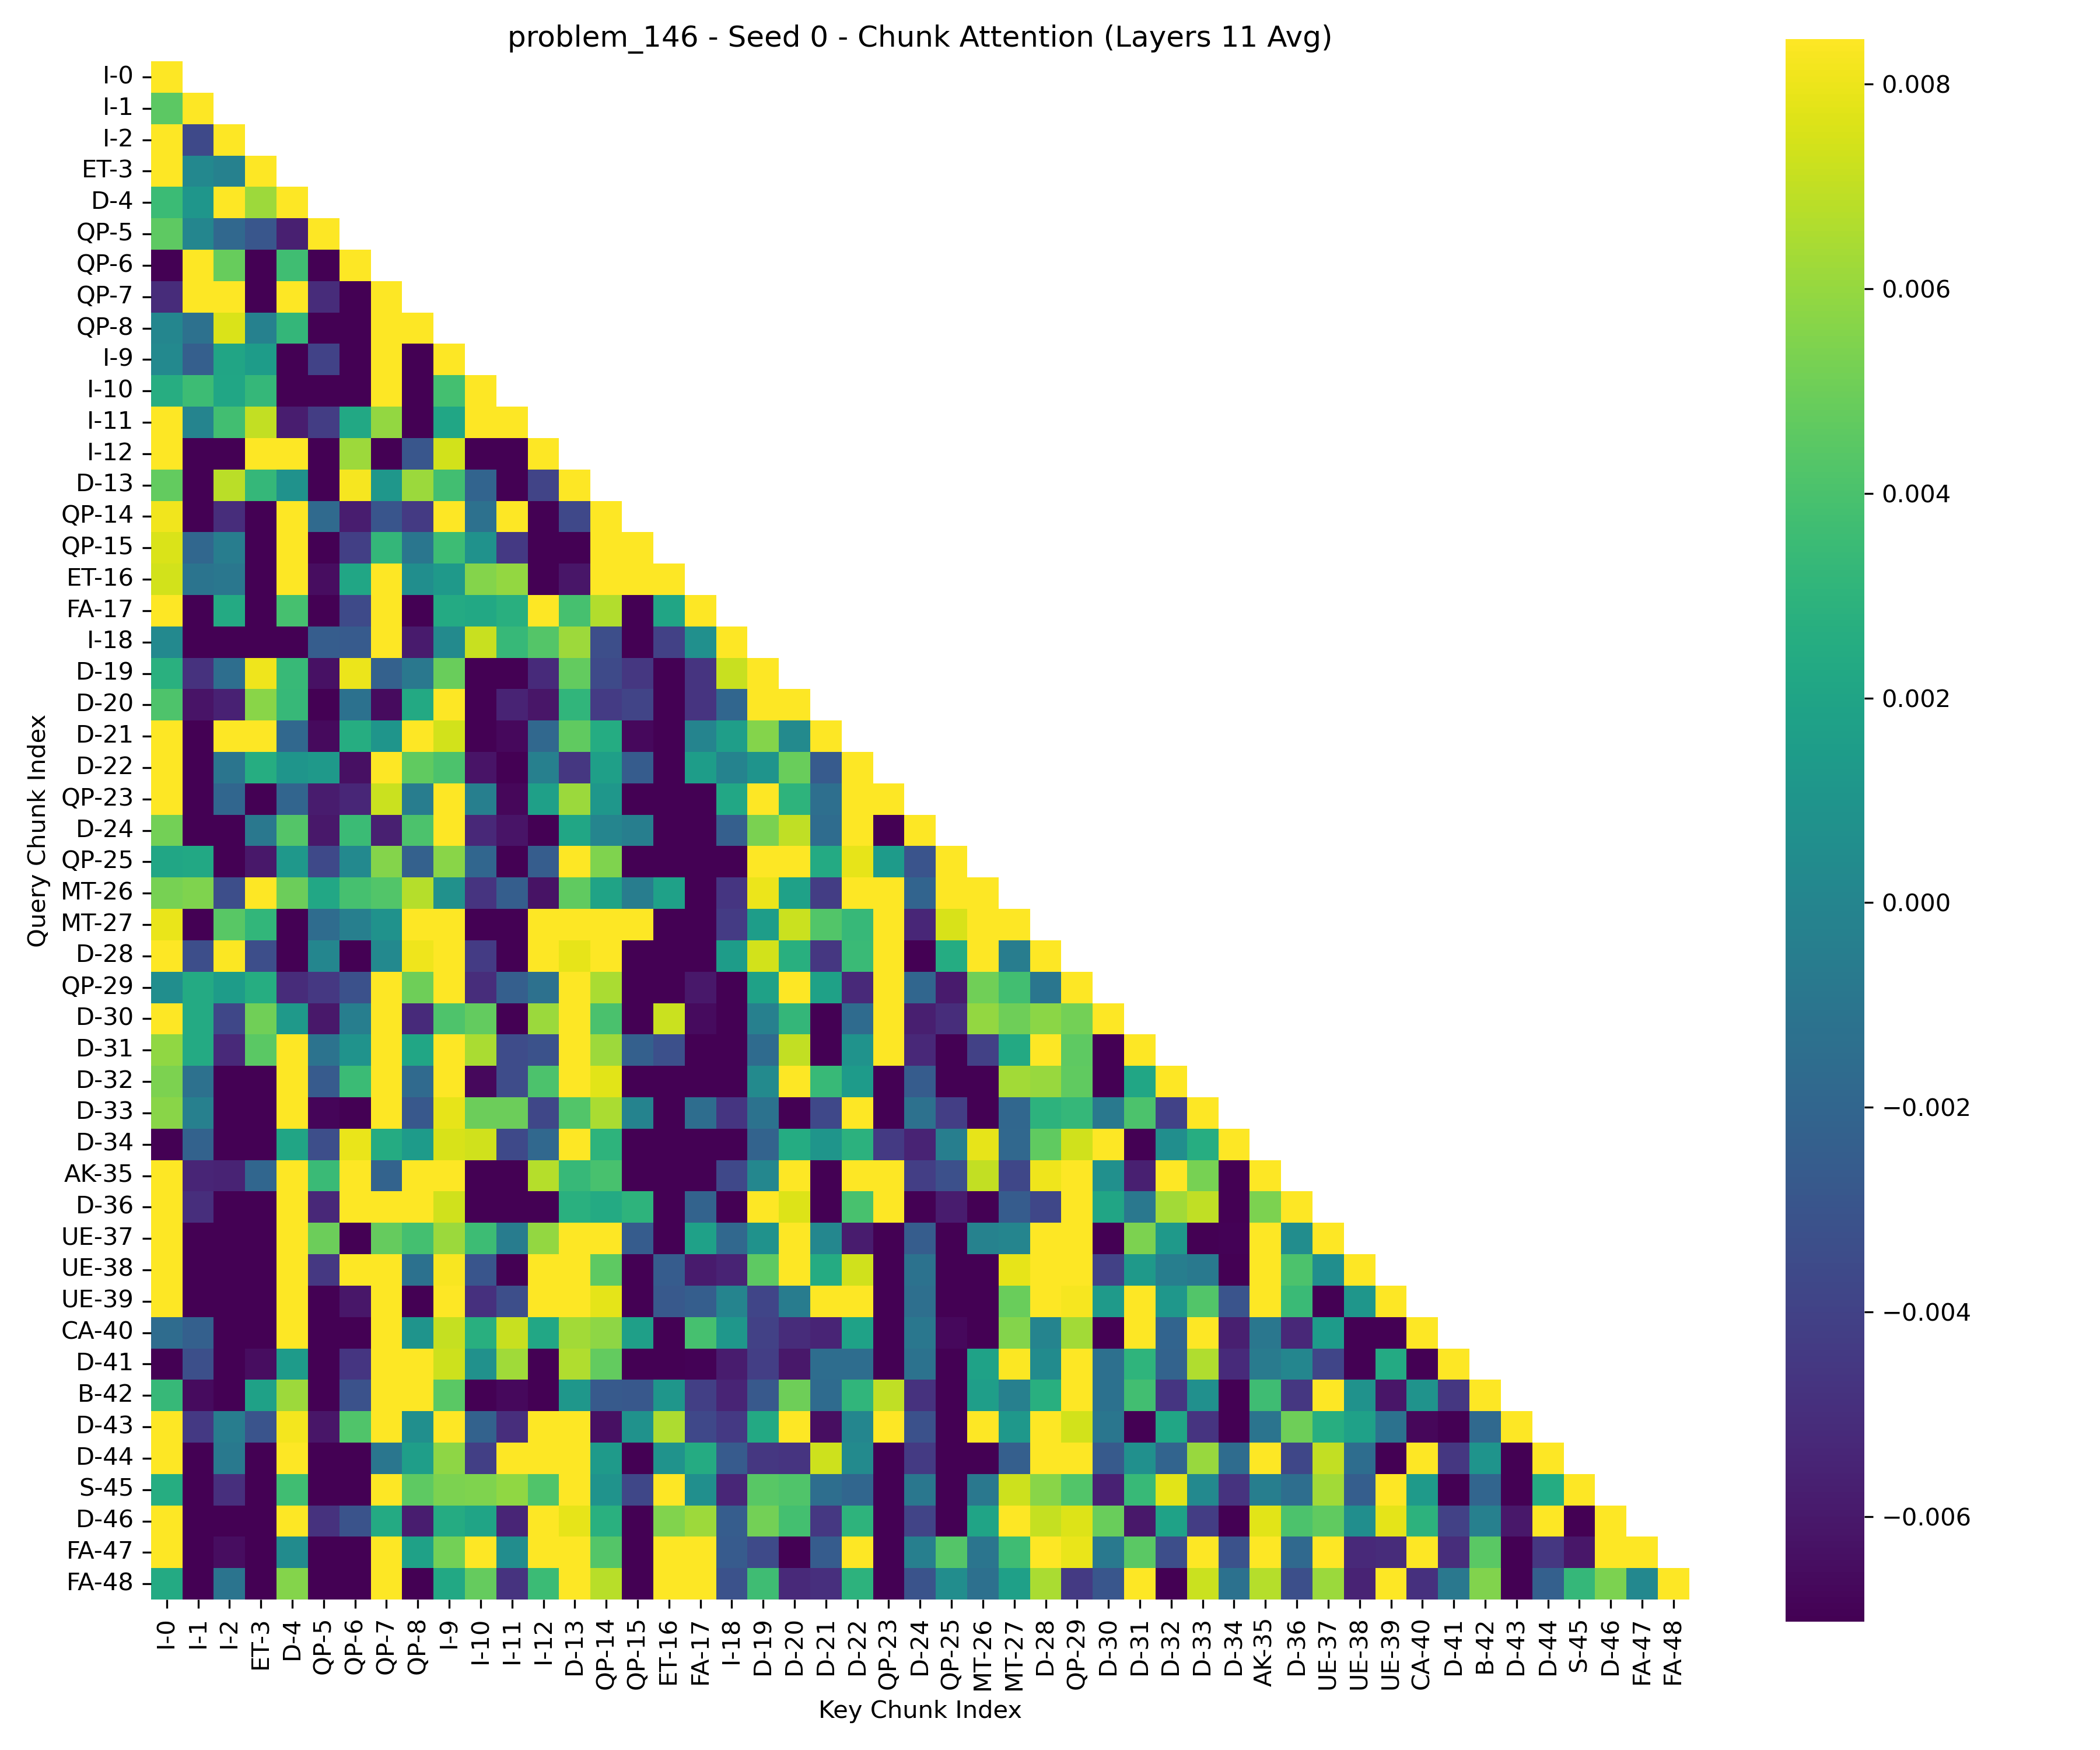 problem_146 - Seed 0 - Chunk Attention (Layers 11 Avg)
I-0
I-1
I-2
ET-3
D-4
QP-5
QP-6
QP-7
QP-8
I-9
I-10
I-11
I-12
D-13
QP-14
QP-15
ET-16
FA-17
I-18
D-19
D-20
D-21
D-22
QP-23
D-24
QP-25
MT-26
MT-27
D-28
QP-29
D-30
D-31
D-32
D-33
D-34
AK-35
D-36
UE-37
UE-38
UE-39
CA-40
D-41
B-42
D-43
D-44
S-45
D-46
FA-47
FA-48
Query Chunk Index
I-0
I-1
I-2
ET-3
D-4
QP-5
QP-6
QP-7
QP-8
I-9
I-10
I-11
I-12
D-13
QP-14
QP-15
ET-16
FA-17
I-18
D-19
D-20
D-21
D-22
QP-23
D-24
QP-25
MT-26
MT-27
D-28
QP-29
D-30
D-31
D-32
D-33
D-34
AK-35
D-36
UE-37
UE-38
UE-39
CA-40
D-41
B-42
D-43
D-44
S-45
D-46
FA-47
FA-48
Key Chunk Index
0.008
0.006
0.004
0.002
0.000
−0.002
−0.004
−0.006